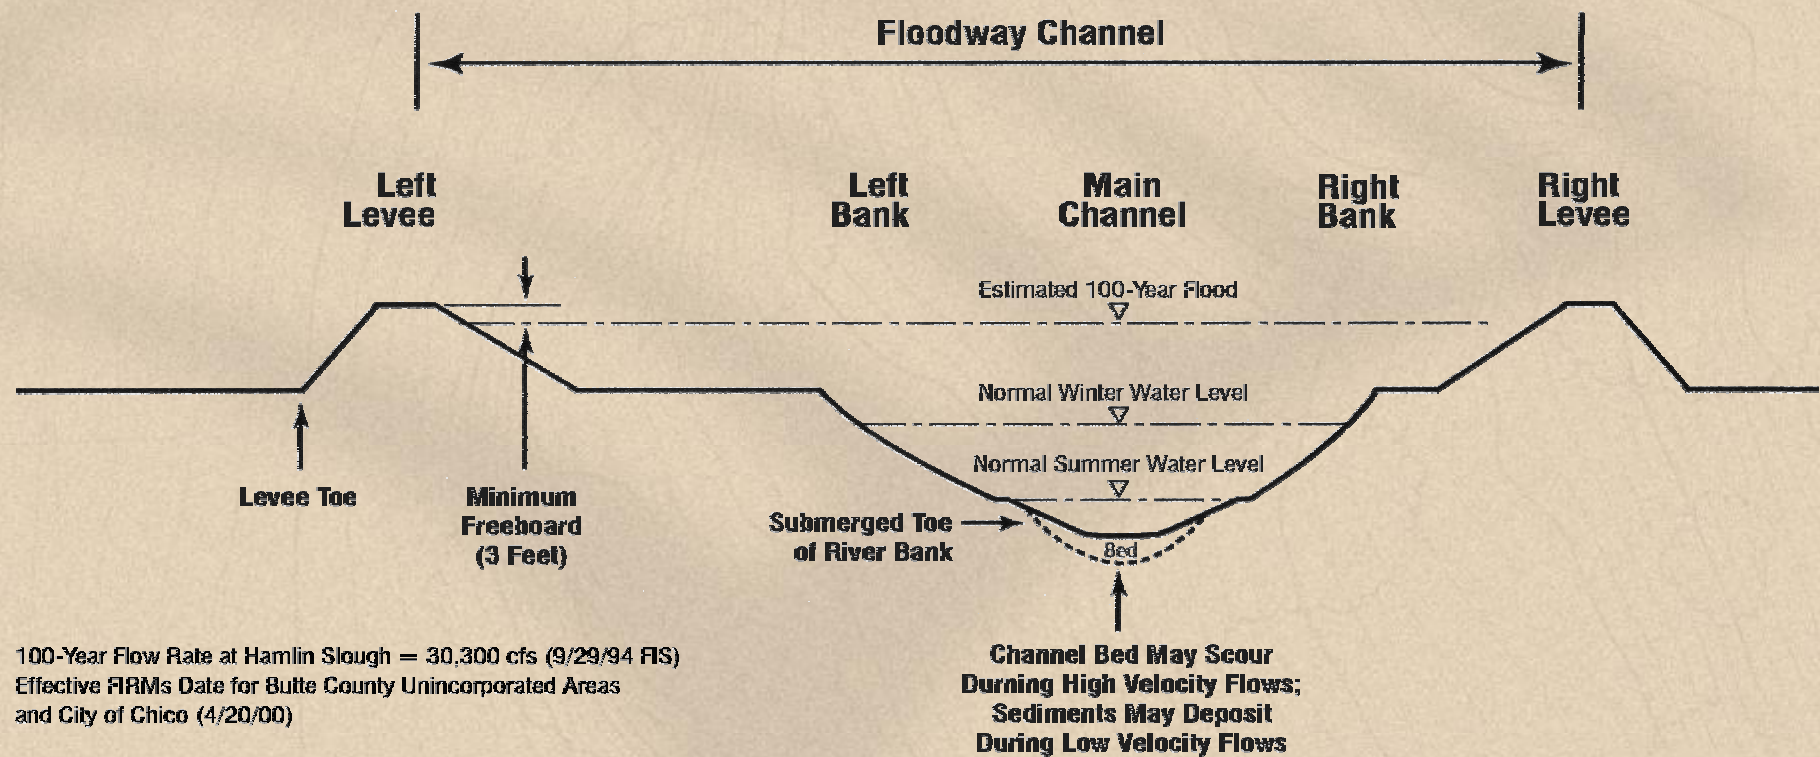 Floodway Channel
Left
Levee
Left
Bank
Main
Channel
Right
Bank
Right
Levee
Estimated 100-Year Flood
Normal Winter Water Level
Normal Summer Water Level
Levee Toe
Minimum
Freeboard
(3 Feet)
Submerged Toe
of River Bank
Bed
Channel Bed May Scour
Durning High Velocity Flows;
Sediments May Deposit
During Low Velocity Flows
100-Year Flow Rate at Hamlin Slough = 30,300 cfs (9/29/94 FIS)
Effective FIRMs Date for Butte County Unincorporated Areas
and City of Chico (4/20/00)